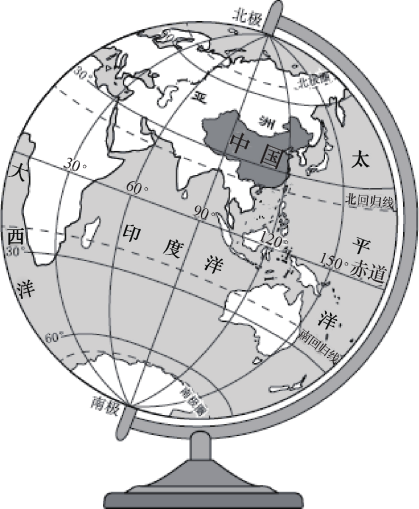 北极
北极圈
30°
亚
洲
中国
太
大
30°
60°
90°
北回归线
平
西
印度洋
120°
150°
赤道
30°
洋
洋
南回归线
60°
南极
南极圈